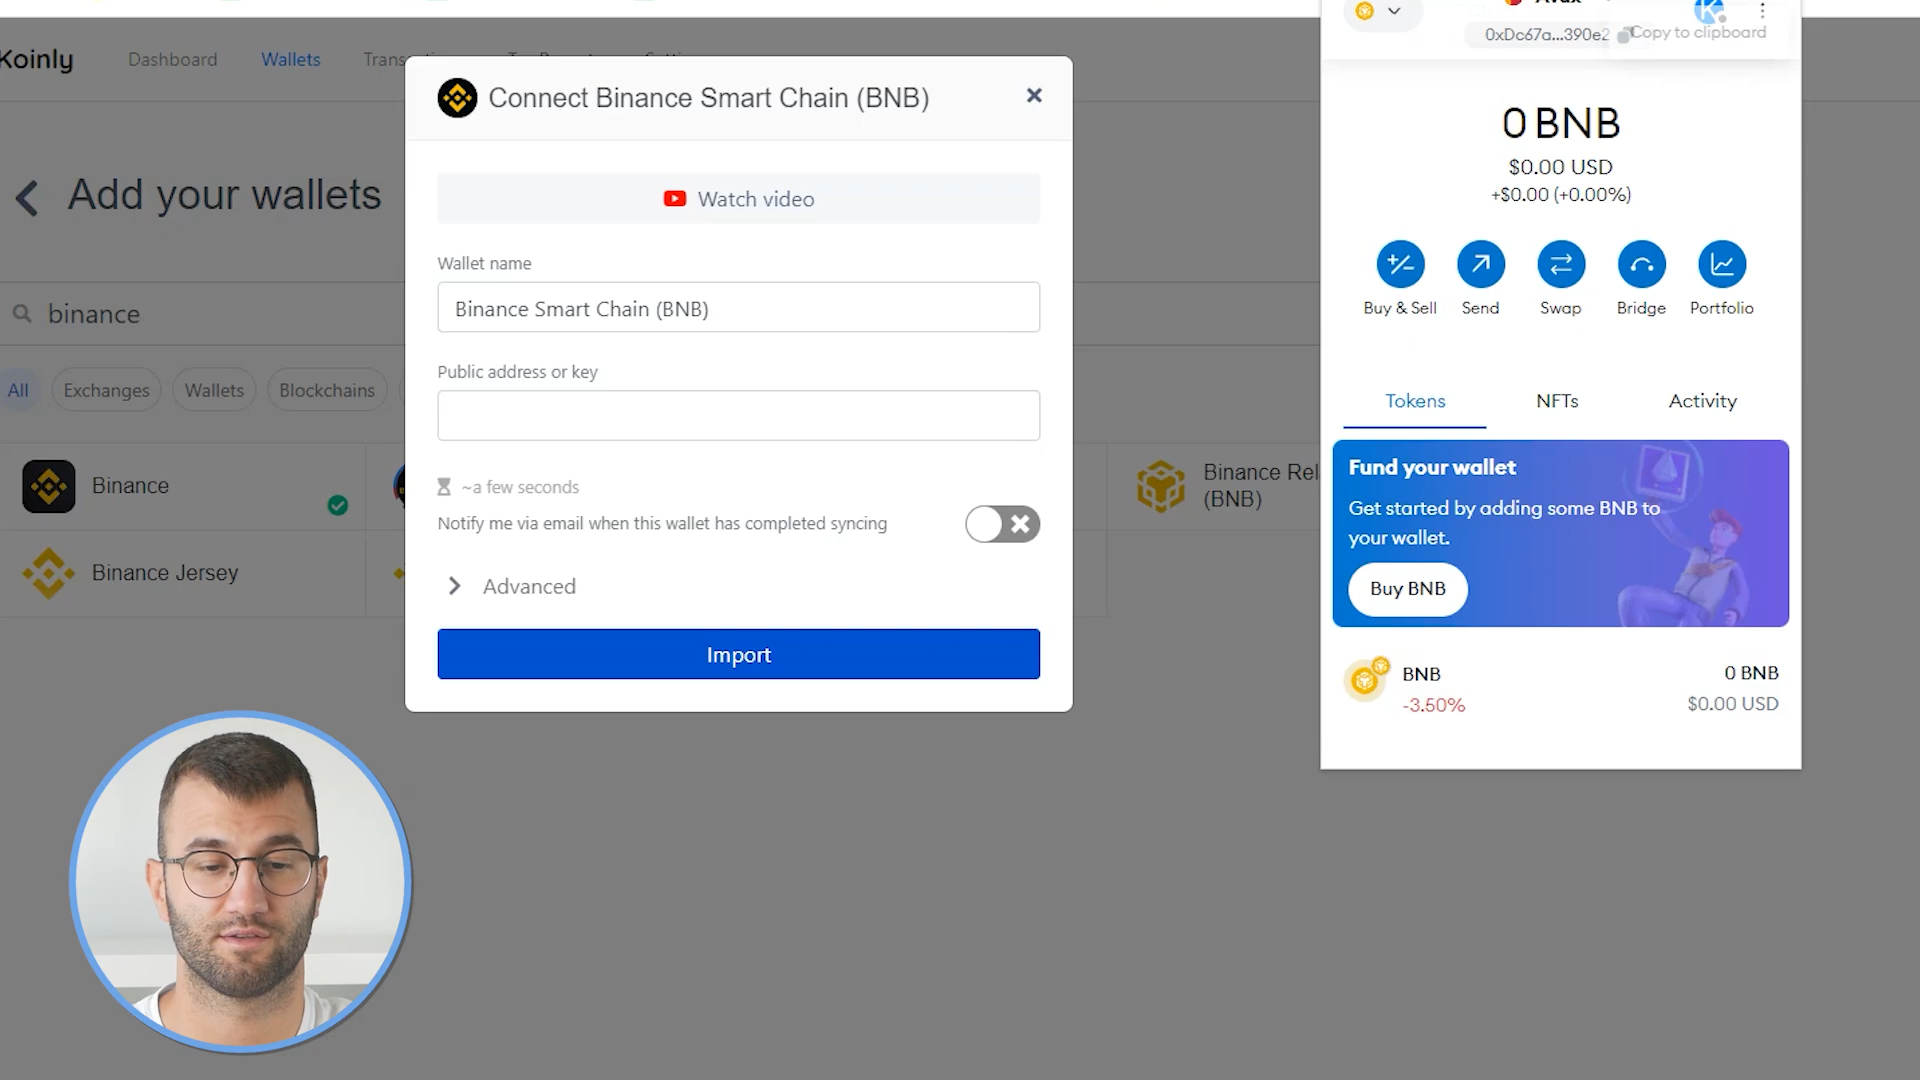 Koinly
Dashboard
Wallets
Add your wallets
binance
All
Exchanges
Wallets
Blockchains
Binance
Binance Jersey
(BNB)
Connect Binance Smart Chain (BNB)
Watch video
Wallet name
Binance Smart Chain (BNB)
Public address or key
~a few seconds
Notify me via email when this wallet has completed syncing
Advanced
Import
0xDc67a...390e2
Copy to clipboard
0 BNB
$0.00 USD
+$0.00 (+0.00%)
Buy & Sell
Send
Swap
Bridge
Portfolio
Tokens
NFTs
Activity
Fund your wallet
Get started by adding some BNB to
your wallet.
Buy BNB
BNB
0 BNB
-3.50%
$0.00 USD